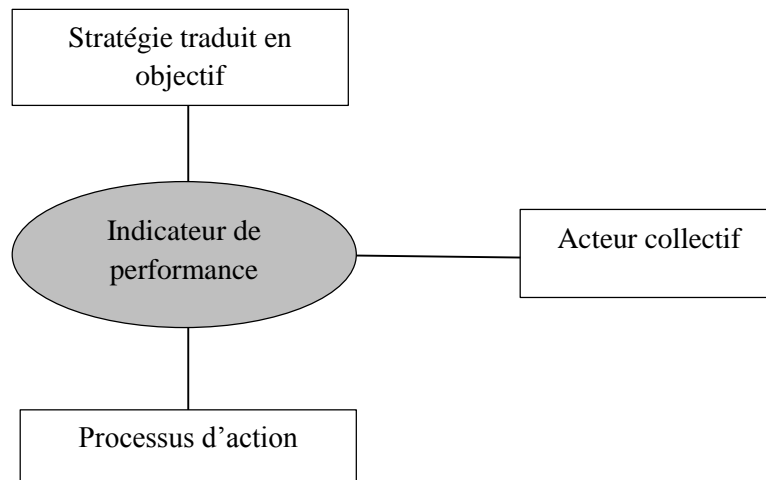 Stratégie traduit en
objectif
Indicateur de
performance
Acteur collectif
Processus d’action